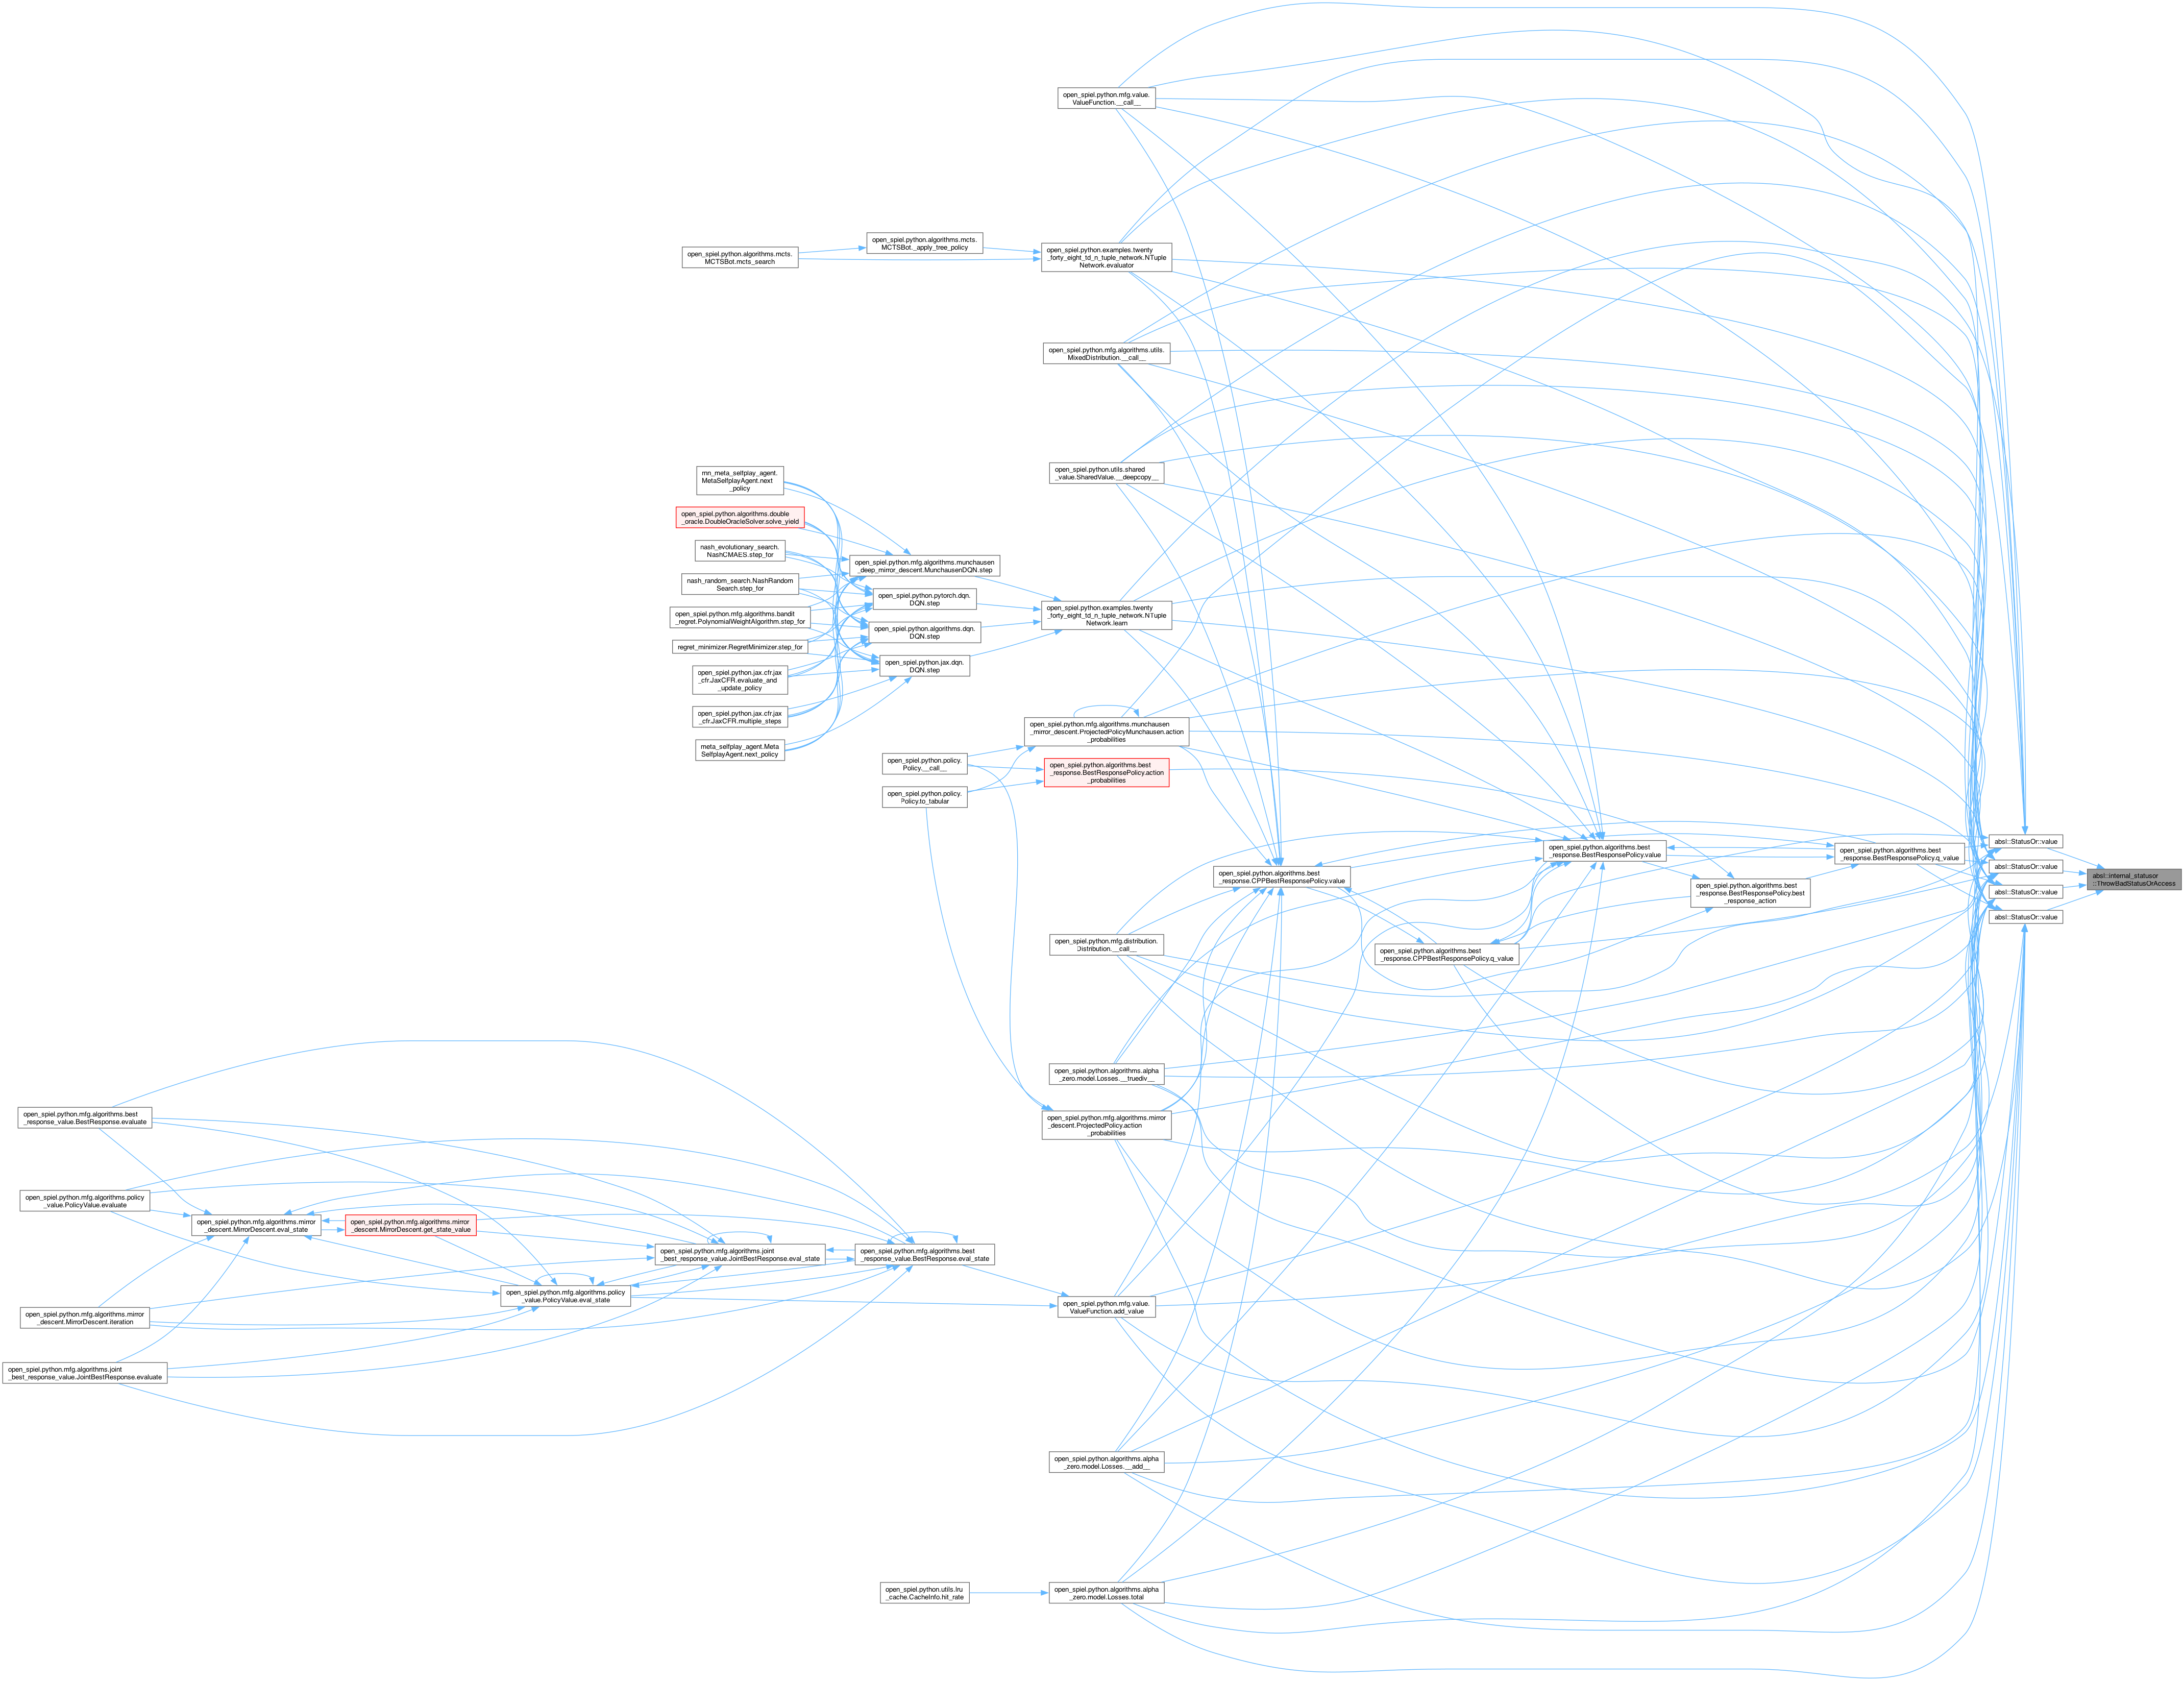 open_spiel.python.mfg.value.
ValueFunction.__call__
open_spiel.python.algorithms.mcts.
MCTSBot._apply_tree_policy
open_spiel.python.algorithms.mcts.
MCTSBot.mcts_search
open_spiel.python.examples.twenty
_forty_eight_td_n_tuple_network.NTuple
Network.evaluator
open_spiel.python.mfg.algorithms.utils.
MixedDistribution.__call__
open_spiel.python.utils.shared
_value.SharedValue.__deepcopy__
rnn_meta_selfplay_agent.
MetaSelfplayAgent.next
_policy
open_spiel.python.algorithms.double
_oracle.DoubleOracleSolver.solve_yield
nash_evolutionary_search.
NashCMAES.step_for
nash_random_search.NashRandom
Search.step_for
open_spiel.python.mfg.algorithms.bandit
_regret.PolynomialWeightAlgorithm.step_for
regret_minimizer.RegretMinimizer.step_for
open_spiel.python.jax.cfr.jax
_cfr.JaxCFR.evaluate_and
_update_policy
open_spiel.python.jax.cfr.jax
_cfr.JaxCFR.multiple_steps
meta_selfplay_agent.Meta
SelfplayAgent.next_policy
open_spiel.python.mfg.algorithms.munchausen
_deep_mirror_descent.MunchausenDQN.step
open_spiel.python.pytorch.dqn.
DQN.step
open_spiel.python.algorithms.dqn.
DQN.step
open_spiel.python.jax.dqn.
DQN.step
open_spiel.python.examples.twenty
_forty_eight_td_n_tuple_network.NTuple
Network.learn
open_spiel.python.mfg.algorithms.munchausen
_mirror_descent.ProjectedPolicyMunchausen.action
_probabilities
open_spiel.python.policy.
Policy.__call__
open_spiel.python.algorithms.best
_response.BestResponsePolicy.action
_probabilities
open_spiel.python.policy.
Policy.to_tabular
open_spiel.python.algorithms.best
_response.CPPBestResponsePolicy.value
open_spiel.python.algorithms.best
_response.BestResponsePolicy.value
open_spiel.python.algorithms.best
_response.BestResponsePolicy.q_value
open_spiel.python.algorithms.best
_response.BestResponsePolicy.best
_response_action
open_spiel.python.algorithms.best
_response.CPPBestResponsePolicy.q_value
absl::StatusOr::value
absl::StatusOr::value
absl::StatusOr::value
absl::StatusOr::value
absl::internal_statusor
::ThrowBadStatusOrAccess
open_spiel.python.mfg.distribution.
Distribution.__call__
open_spiel.python.algorithms.alpha
_zero.model.Losses.__truediv__
open_spiel.python.mfg.algorithms.mirror
_descent.ProjectedPolicy.action
_probabilities
open_spiel.python.mfg.algorithms.best
_response_value.BestResponse.evaluate
open_spiel.python.mfg.algorithms.policy
_value.PolicyValue.evaluate
open_spiel.python.mfg.algorithms.mirror
_descent.MirrorDescent.eval_state
open_spiel.python.mfg.algorithms.mirror
_descent.MirrorDescent.get_state_value
open_spiel.python.mfg.algorithms.joint
_best_response_value.JointBestResponse.eval_state
open_spiel.python.mfg.algorithms.best
_response_value.BestResponse.eval_state
open_spiel.python.mfg.algorithms.policy
_value.PolicyValue.eval_state
open_spiel.python.mfg.value.
ValueFunction.add_value
open_spiel.python.mfg.algorithms.mirror
_descent.MirrorDescent.iteration
open_spiel.python.mfg.algorithms.joint
_best_response_value.JointBestResponse.evaluate
open_spiel.python.algorithms.alpha
_zero.model.Losses.__add__
open_spiel.python.utils.lru
_cache.CacheInfo.hit_rate
open_spiel.python.algorithms.alpha
_zero.model.Losses.total